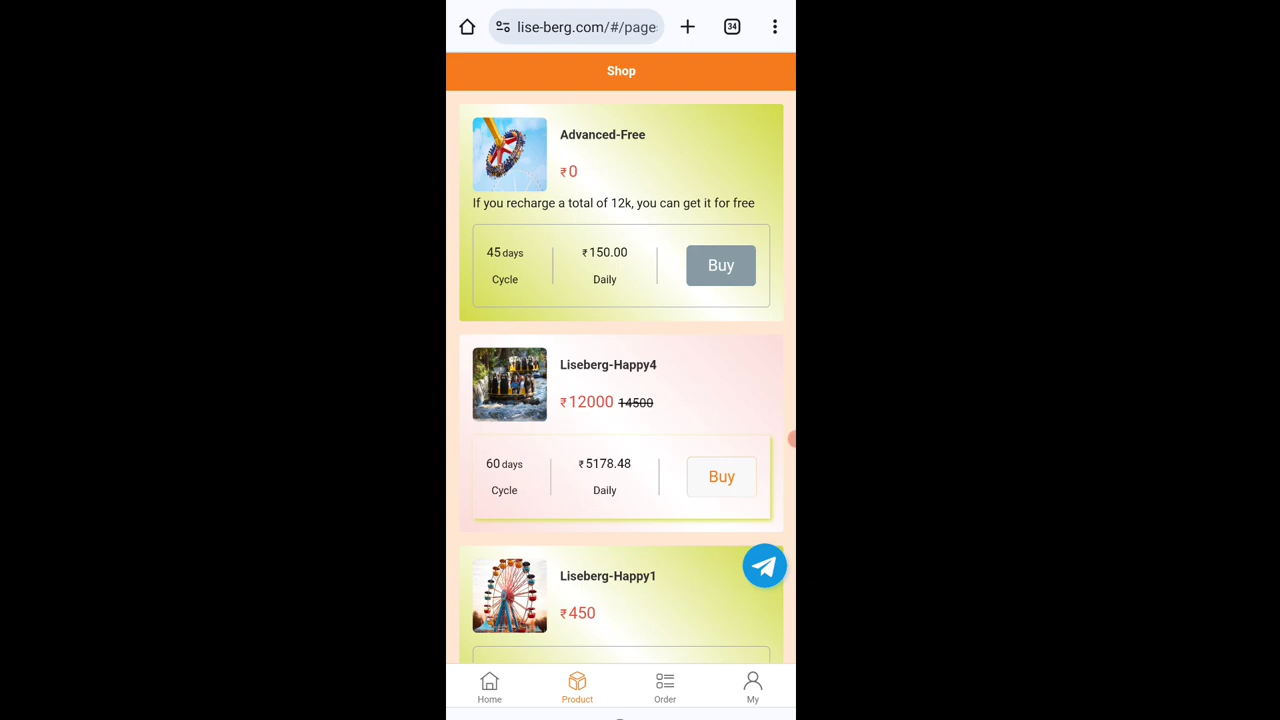 lise-berg.com/#/page
34
Shop
Advanced-Free
₹0
If you recharge a total of 12k, you can get it for free
45 days
₹150.00
Buy
Cycle
Daily
Liseberg-Happy4
₹12000 14500
60 days
₹5178.48
Buy
Cycle
Daily
Liseberg-Happy1
₹450
Home
Product
Order
My